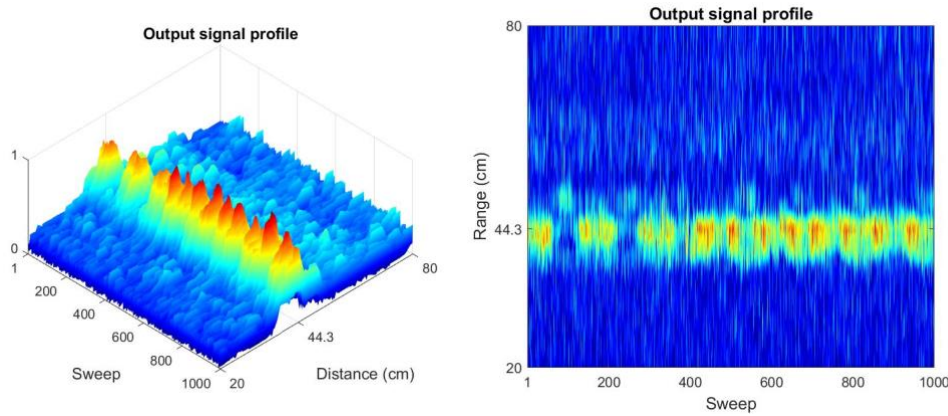 Output signal profile
1
0
1
200
400
600
800
1000
Sweep
20
44.3
80
Distance (cm)
Output signal profile
80
44.3
20
Range (cm)
1 200 400 600 800 1000
Sweep